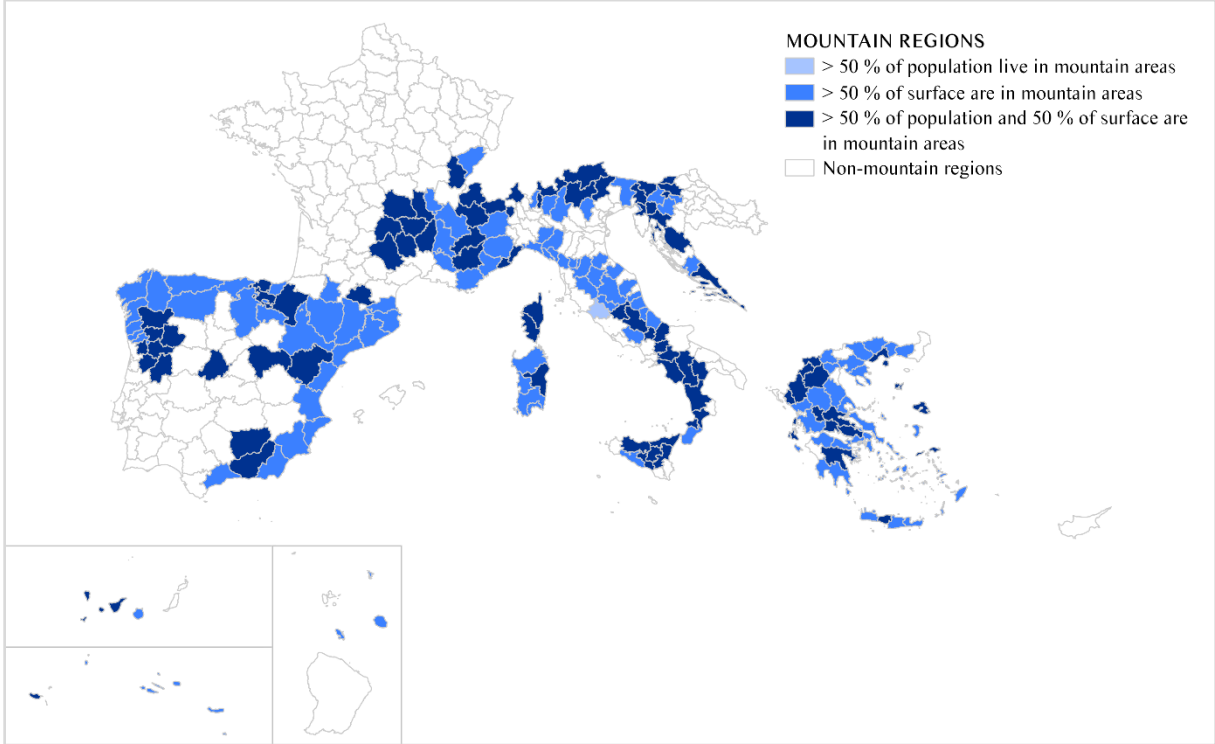 MOUNTAIN REGIONS
> 50 % of population live in mountain areas
> 50 % of surface are in mountain areas
> 50 % of population and 50 % of surface are
in mountain areas
Non-mountain regions